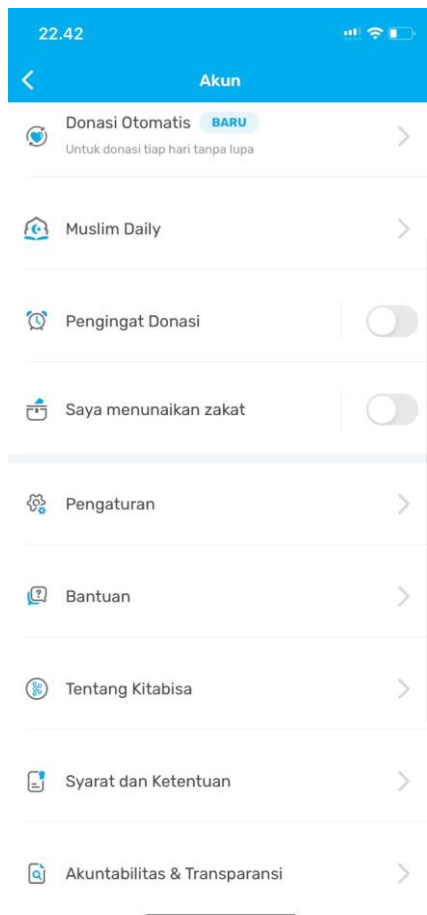 22.42
Akun
Donasi Otomatis BARU
Untuk donasi tiap hari tanpa lupa
Muslim Daily
Pengingat Donasi
Saya menunaikan zakat
Pengaturan
Bantuan
Tentang Kitabisa
Syarat dan Ketentuan
Akuntabilitas & Transparansi